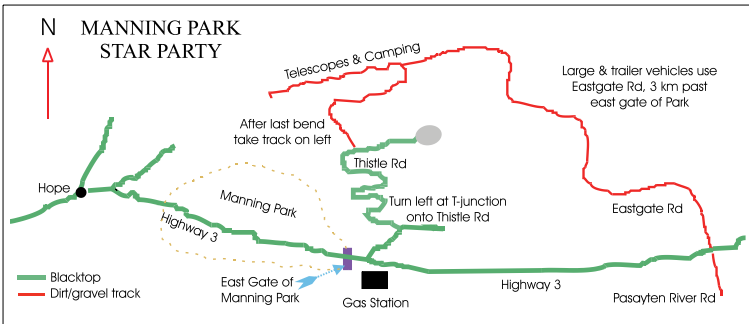 N
MANNING PARK
STAR PARTY
Telescopes & Camping
Large & trailer vehicles use
Eastgate Rd, 3 km past
east gate of Park
After last bend
take track on left
Thistle Rd
Hope
Manning Park
Turn left at T-junction
onto Thistle Rd
Eastgate Rd
Highway 3
Blacktop
Dirt/gravel track
East Gate of
Manning Park
Gas Station
Highway 3
Pasayten River Rd